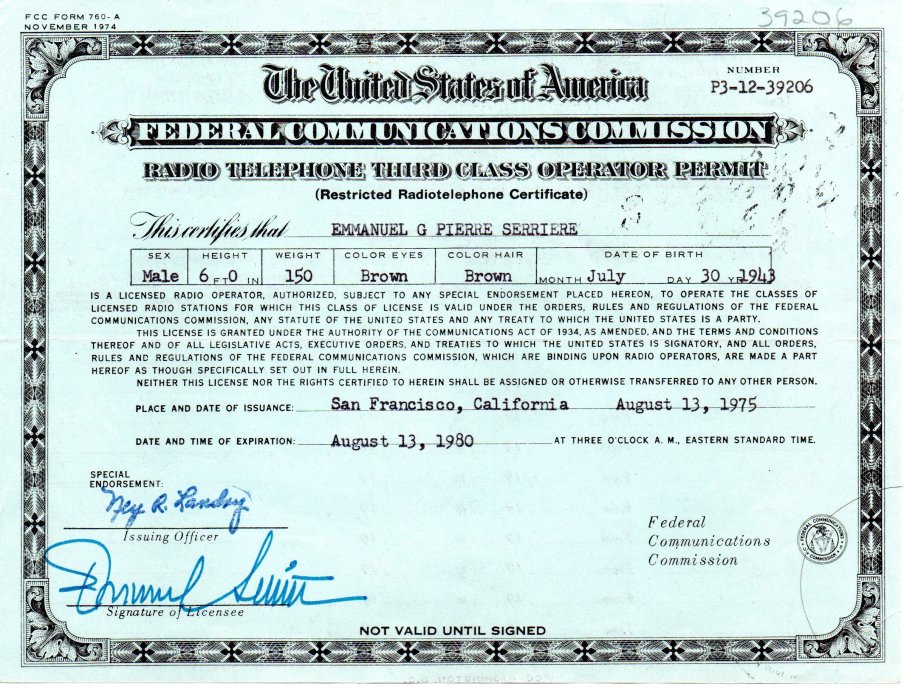 FCC FORM 760-A
NOVEMBER 1974
39206
The United States of America
NUMBER
P3-12-39206
FEDERAL COMMUNICATIONS COMMISSION
RADIO TELEPHONE THIRD CLASS OPERATOR PERMIT
(Restricted Radiotelephone Certificate)
This certifies that EMMANUEL G PIERRE SERRIERE
SEX HEIGHT WEIGHT COLOR EYES COLOR HAIR DATE OF BIRTH
Male 6 FT. 0 IN 150 Brown Brown MONTH July DAY 30 YR 1943
IS A LICENSED RADIO OPERATOR, AUTHORIZED, SUBJECT TO ANY SPECIAL ENDORSEMENT PLACED HEREON, TO OPERATE THE CLASSES OF
LICENSED RADIO STATIONS FOR WHICH THIS CLASS OF LICENSE IS VALID UNDER THE ORDERS, RULES AND REGULATIONS OF THE FEDERAL
COMMUNICATIONS COMMISSION, ANY STATUTE OF THE UNITED STATES AND ANY TREATY TO WHICH THE UNITED STATES IS A PARTY.
THIS LICENSE IS GRANTED UNDER THE AUTHORITY OF THE COMMUNICATIONS ACT OF 1934, AS AMENDED, AND THE TERMS AND CONDITIONS
THEREOF AND OF ALL LEGISLATIVE ACTS, EXECUTIVE ORDERS, AND TREATIES TO WHICH THE UNITED STATES IS SIGNATORY, AND ALL ORDERS,
RULES AND REGULATIONS OF THE FEDERAL COMMUNICATIONS COMMISSION, WHICH ARE BINDING UPON RADIO OPERATORS, ARE MADE A PART
HEREOF AS THOUGH SPECIFICALLY SET OUT IN FULL HEREIN.
NEITHER THIS LICENSE NOR THE RIGHTS CERTIFIED TO HEREIN SHALL BE ASSIGNED OR OTHERWISE TRANSFERRED TO ANY OTHER PERSON.
PLACE AND DATE OF ISSUANCE: San Francisco, California August 13, 1975
DATE AND TIME OF EXPIRATION: August 13, 1980 AT THREE O'CLOCK A. M., EASTERN STANDARD TIME.
SPECIAL
ENDORSEMENT:
Ney R. Landry
Issuing Officer
Federal
Communications
Commission
FEDERAL COMMUNICATIONS COMMISSION
Signature of Licensee
NOT VALID UNTIL SIGNED